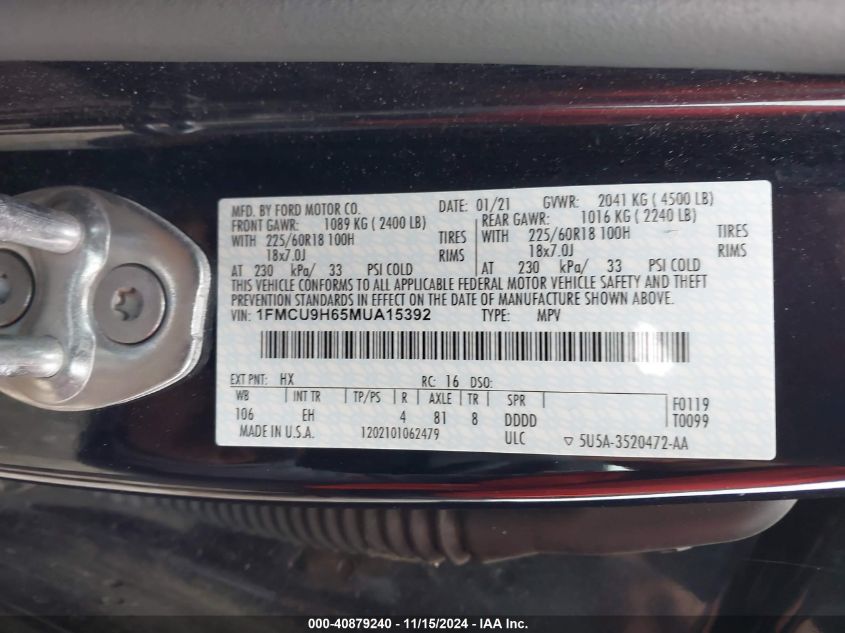 MFD. BY FORD MOTOR CO. DATE: 01/21 GVWR: 2041 KG ( 4500 LB)
FRONT GAWR: 1089 KG ( 2400 LB) REAR GAWR: 1016 KG ( 2240 LB)
WITH 225/60R18 100H TIRES WITH 225/60R18 100H TIRES
18x7.0J RIMS 18x7.0J RIMS
AT 230 kPa/ 33 PSI COLD AT 230 kPa/ 33 PSI COLD
THIS VEHICLE CONFORMS TO ALL APPLICABLE FEDERAL MOTOR VEHICLE SAFETY AND THEFT
PREVENTION STANDARDS IN EFFECT ON THE DATE OF MANUFACTURE SHOWN ABOVE.
VIN: 1FMCU9H65MUA15392 TYPE: MPV
EXT PNT: HX RC: 16 DSO:
WB INT TR TP/PS R AXLE TR SPR F0119
106 EH 4 81 8 DDDD T0099
MADE IN U.S.A. 1202101062479 ULC ▽ 5U5A-3520472-AA
000-40879240 - 11/15/2024 - IAA Inc.